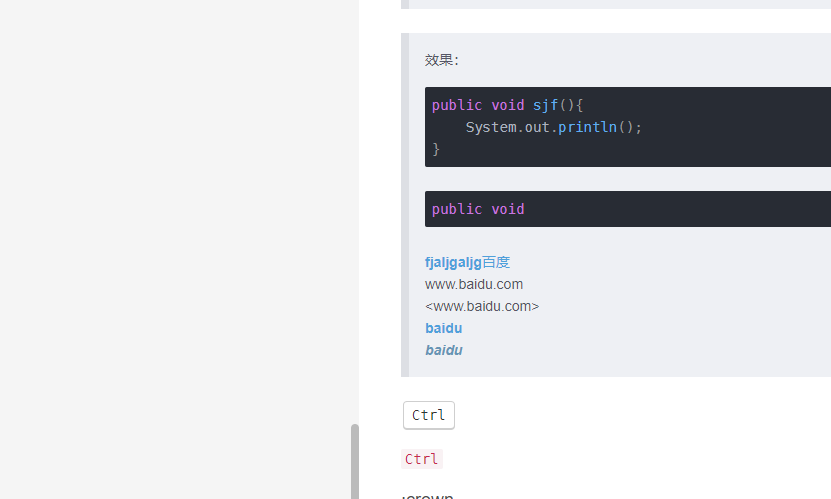 效果：
public void sjf(){
    System.out.println();
}
public void
fjaljgaljg百度
www.baidu.com
<www.baidu.com>
baidu
baidu
Ctrl
Ctrl